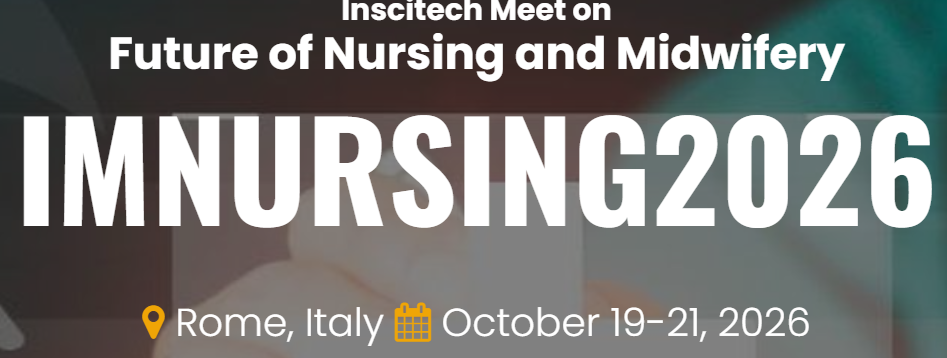 Inscitech Meet on
Future of Nursing and Midwifery
IMNURSING2026
Rome, Italy October 19-21, 2026